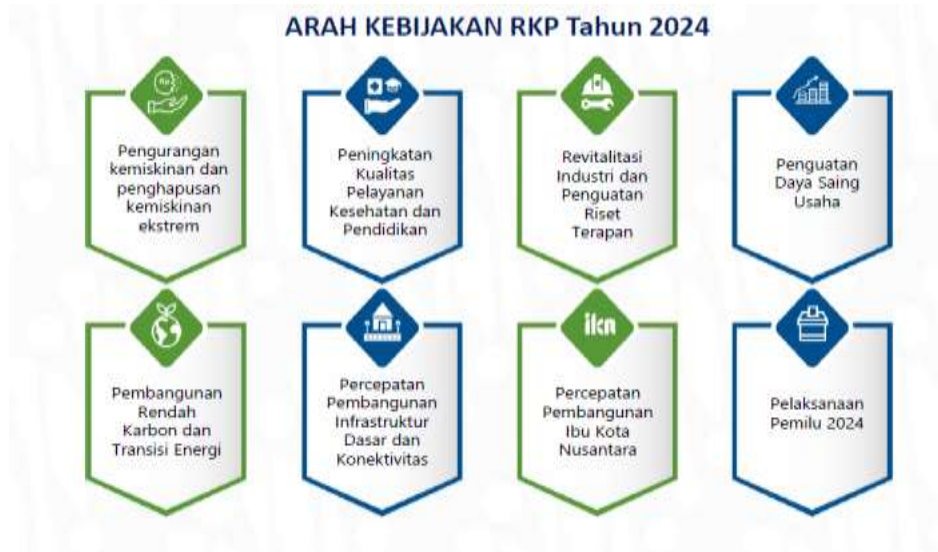 ARAH KEBIJAKAN RKP Tahun 2024
Rp
Pengurangan
kemiskinan dan
penghapusan
kemiskinan
ekstrem
Peningkatan
Kualitas
Pelayanan
Kesehatan dan
Pendidikan
Revitalitasi
Industri dan
Penguatan
Riset
Terapan
Penguatan
Daya Saing
Usaha
Pembangunan
Rendah
Karbon dan
Transisi Energi
Percepatan
Pembangunan
Infrastruktur
Dasar dan
Konektivitas
ikn
Percepatan
Pembangunan
Ibu Kota
Nusantara
Pelaksanaan
Pemilu 2024